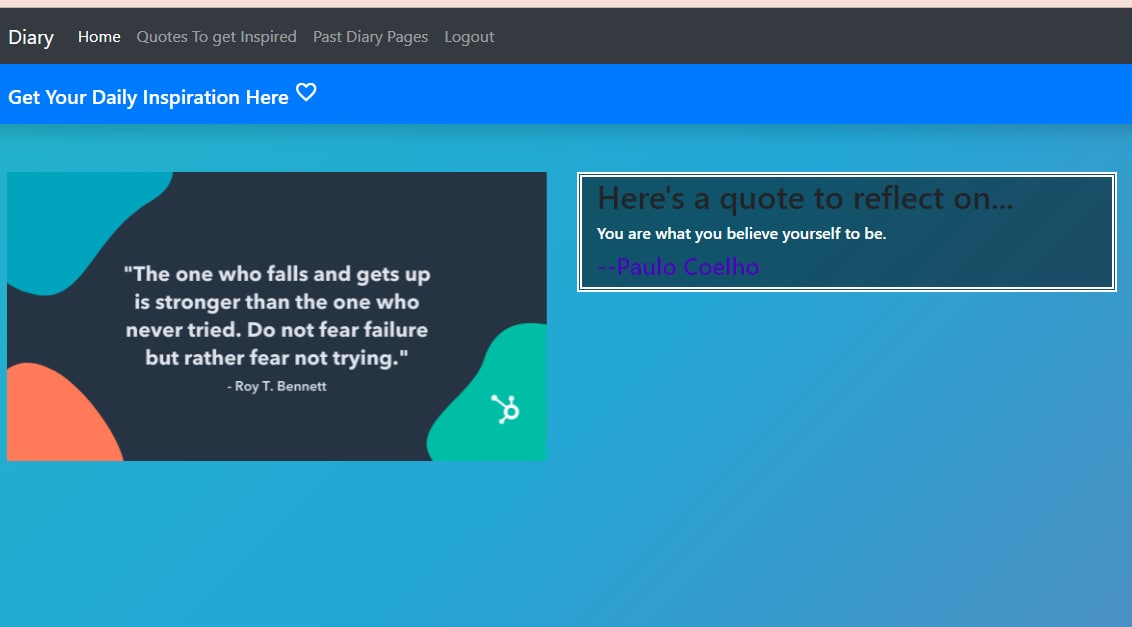 Diary Home Quotes To get Inspired Past Diary Pages Logout
Get Your Daily Inspiration Here
"The one who falls and gets up
is stronger than the one who
never tried. Do not fear failure
but rather fear not trying."
- Roy T. Bennett
Here's a quote to reflect on...
You are what you believe yourself to be.
--Paulo Coelho